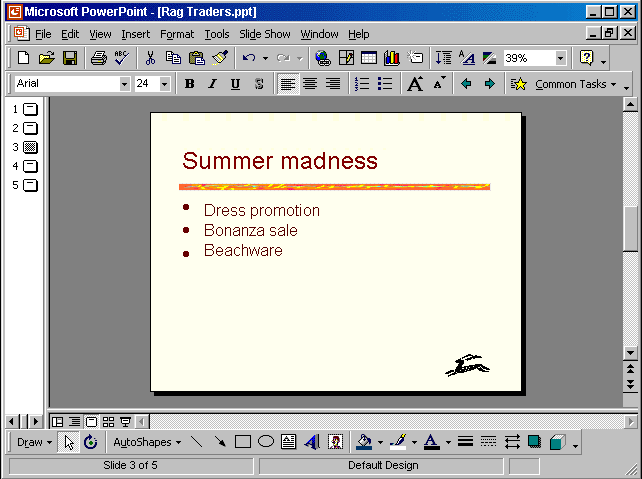 Microsoft PowerPoint - [Rag Traders.ppt]
File Edit View Insert Format Tools Slide Show Window Help
ABC A Z 39% ?
Arial 24 B I U S A A Common Tasks
1
2
3
4
5
Summer madness
Dress promotion
Bonanza sale
Beachware
Draw AutoShapes A A
Slide 3 of 5 Default Design